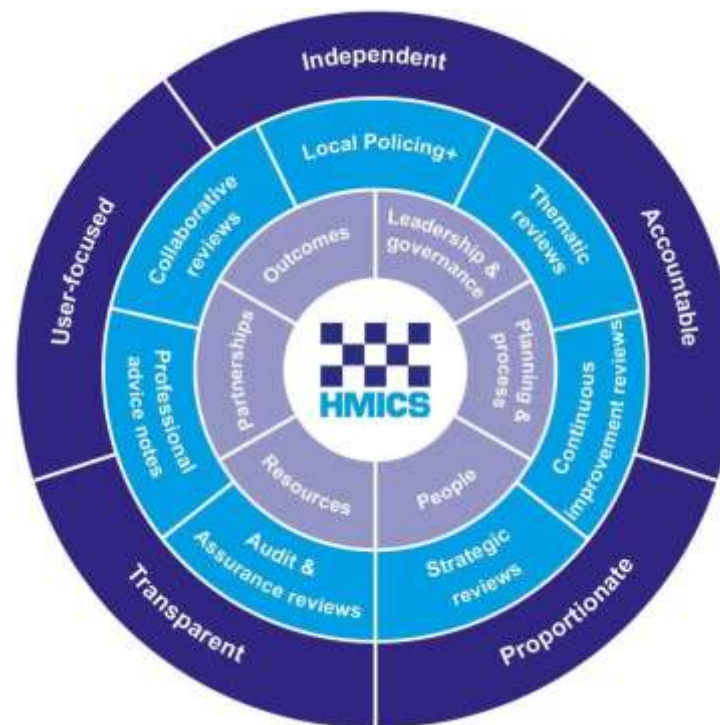 Independent
Accountable
Proportionate
Transparent
User-focused
Local Policing+
Thematic
reviews
Continuous
improvement reviews
Strategic
reviews
Audit &
Assurance reviews
Professional
advice notes
Collaborative
reviews
Leadership &
governance
Planning &
process
People
Resources
Partnerships
Outcomes
HMICS